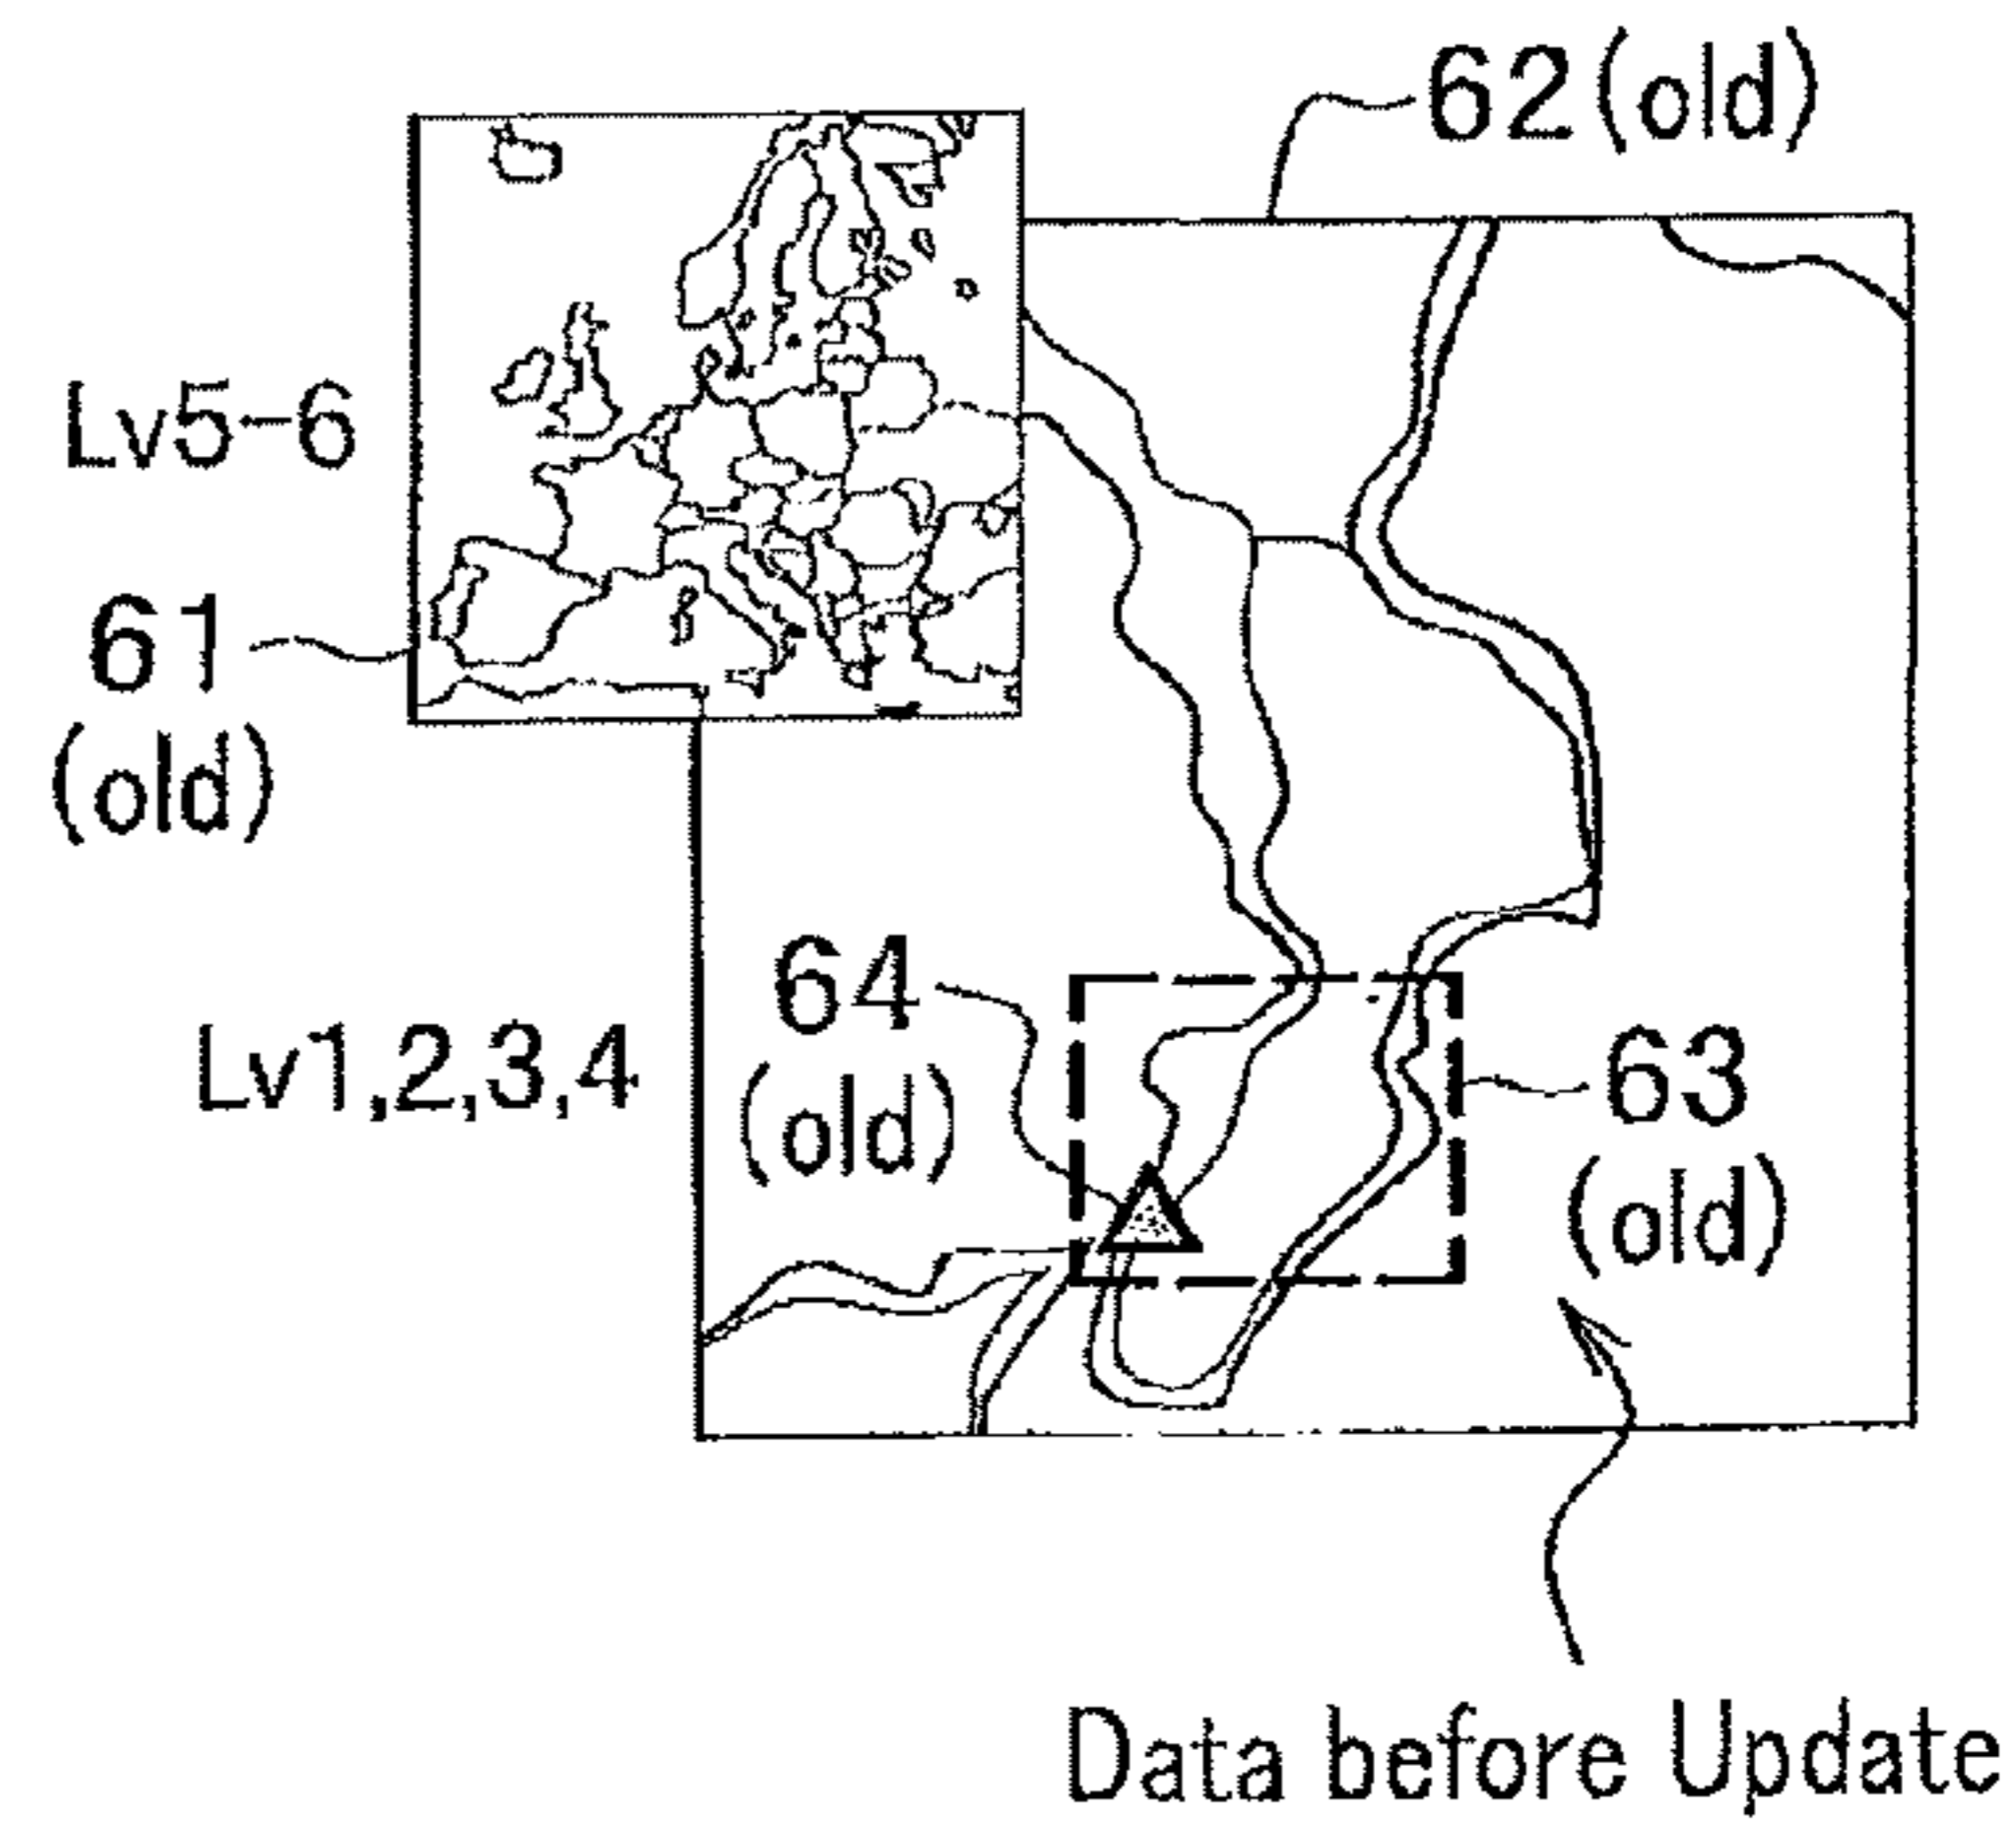 62(old)
Lv5-6
61
(old)
64
(old)
Lv1,2,3,4
63
(old)
Data before Update